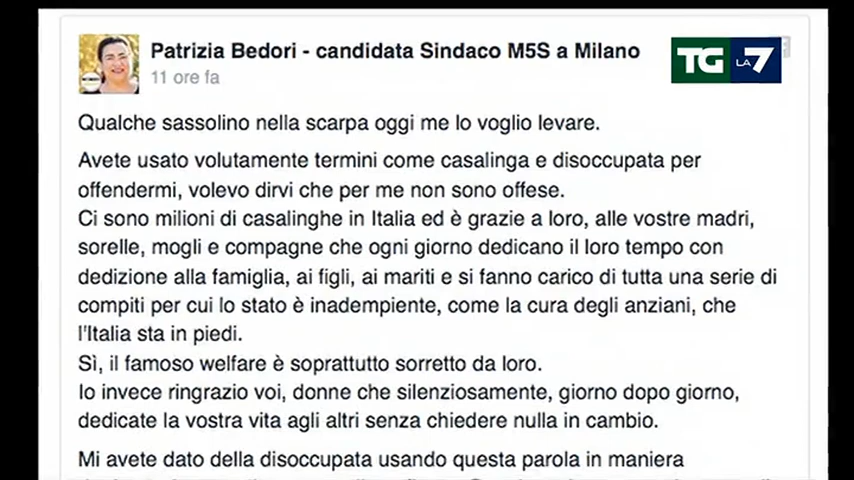 Patrizia Bedori - candidata Sindaco M5S a Milano
11 ore fa
TG LA 7
Qualche sassolino nella scarpa oggi me lo voglio levare.
Avete usato volutamente termini come casalinga e disoccupata per
offendermi, volevo dirvi che per me non sono offese.
Ci sono milioni di casalinghe in Italia ed è grazie a loro, alle vostre madri,
sorelle, mogli e compagne che ogni giorno dedicano il loro tempo con
dedizione alla famiglia, ai figli, ai mariti e si fanno carico di tutta una serie di
compiti per cui lo stato è inadempiente, come la cura degli anziani, che
l'Italia sta in piedi.
Sì, il famoso welfare è soprattutto sorretto da loro.
Io invece ringrazio voi, donne che silenziosamente, giorno dopo giorno,
dedicate la vostra vita agli altri senza chiedere nulla in cambio.
Mi avete dato della disoccupata usando questa parola in maniera